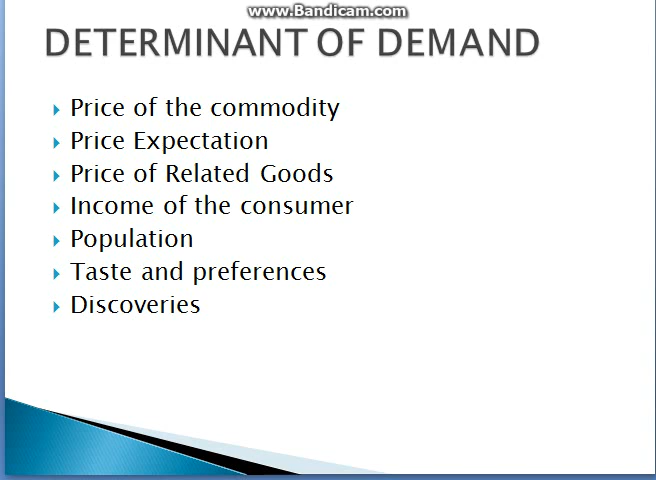 www.Bandicam.com
DETERMINANT OF DEMAND
Price of the commodity
Price Expectation
Price of Related Goods
Income of the consumer
Population
Taste and preferences
Discoveries